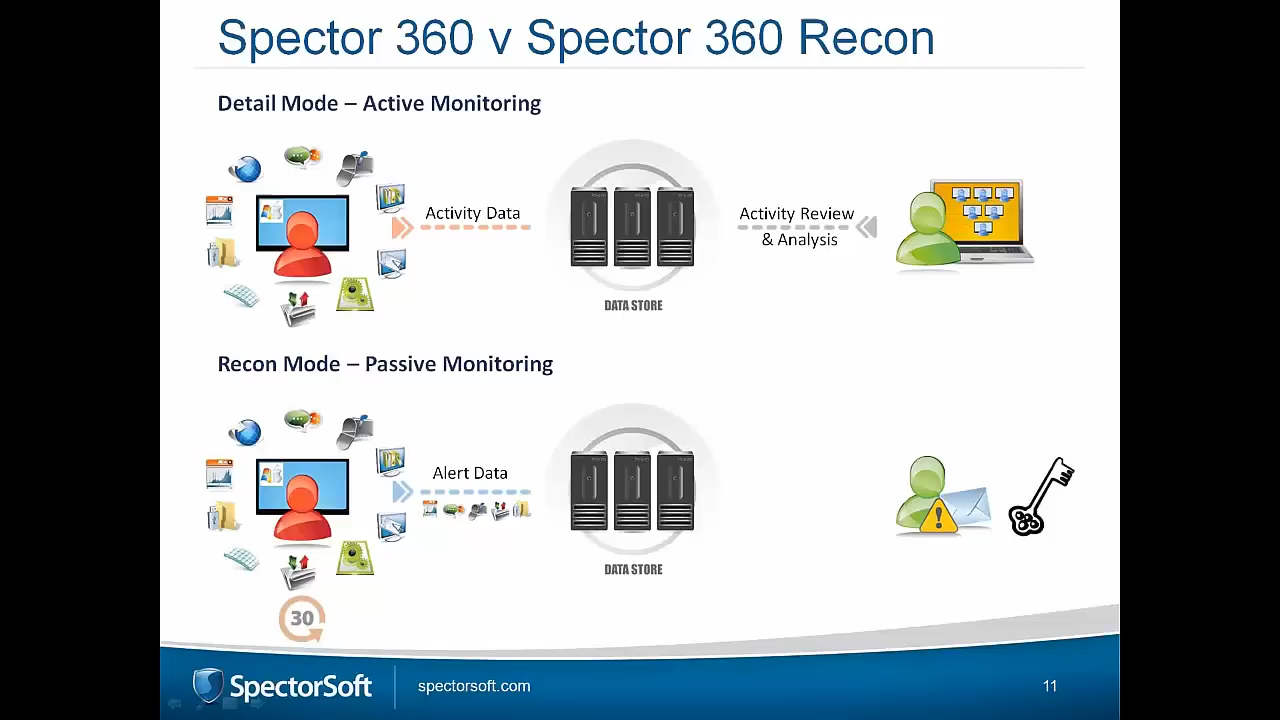 Spector 360 v Spector 360 Recon
Detail Mode – Active Monitoring
Activity Data
Activity Review
& Analysis
DATA STORE
Recon Mode – Passive Monitoring
Alert Data
DATA STORE
30
SpectorSoft
spectorsoft.com
11